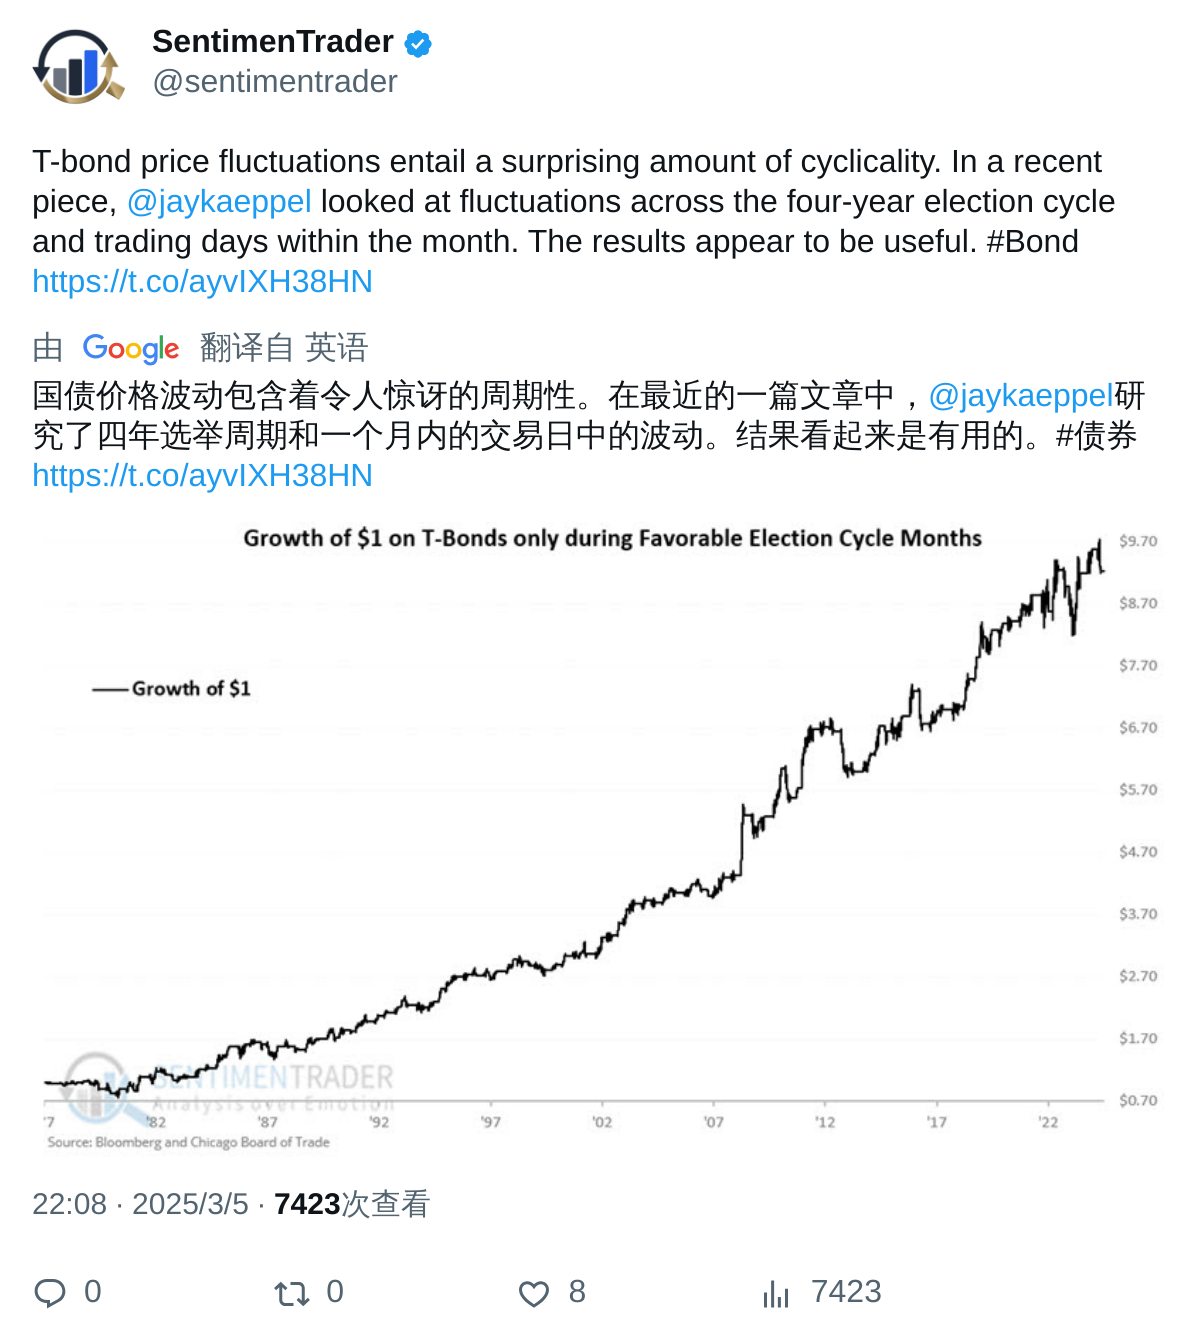 SentimenTrader
@sentimentrader
T-bond price fluctuations entail a surprising amount of cyclicality. In a recent
piece, @jaykaeppel looked at fluctuations across the four-year election cycle
and trading days within the month. The results appear to be useful. #Bond
https://t.co/ayvIXH38HN
由 Google 翻译自 英语
国债价格波动包含着令人惊讶的周期性。在最近的一篇文章中，@jaykaeppel研
究了四年选举周期和一个月内的交易日中的波动。结果看起来是有用的。#债券
https://t.co/ayvIXH38HN
Growth of $1 on T-Bonds only during Favorable Election Cycle Months
$9.70
$8.70
$7.70
Growth of $1
$6.70
$5.70
$4.70
$3.70
$2.70
$1.70
SENTIMENTRADER
Analysis over Emotion
$0.70
'7 '82 '87 '92 '97 '02 '07 '12 '17 '22
Source: Bloomberg and Chicago Board of Trade
22:08 · 2025/3/5 · 7423次查看
0 0 8 7423